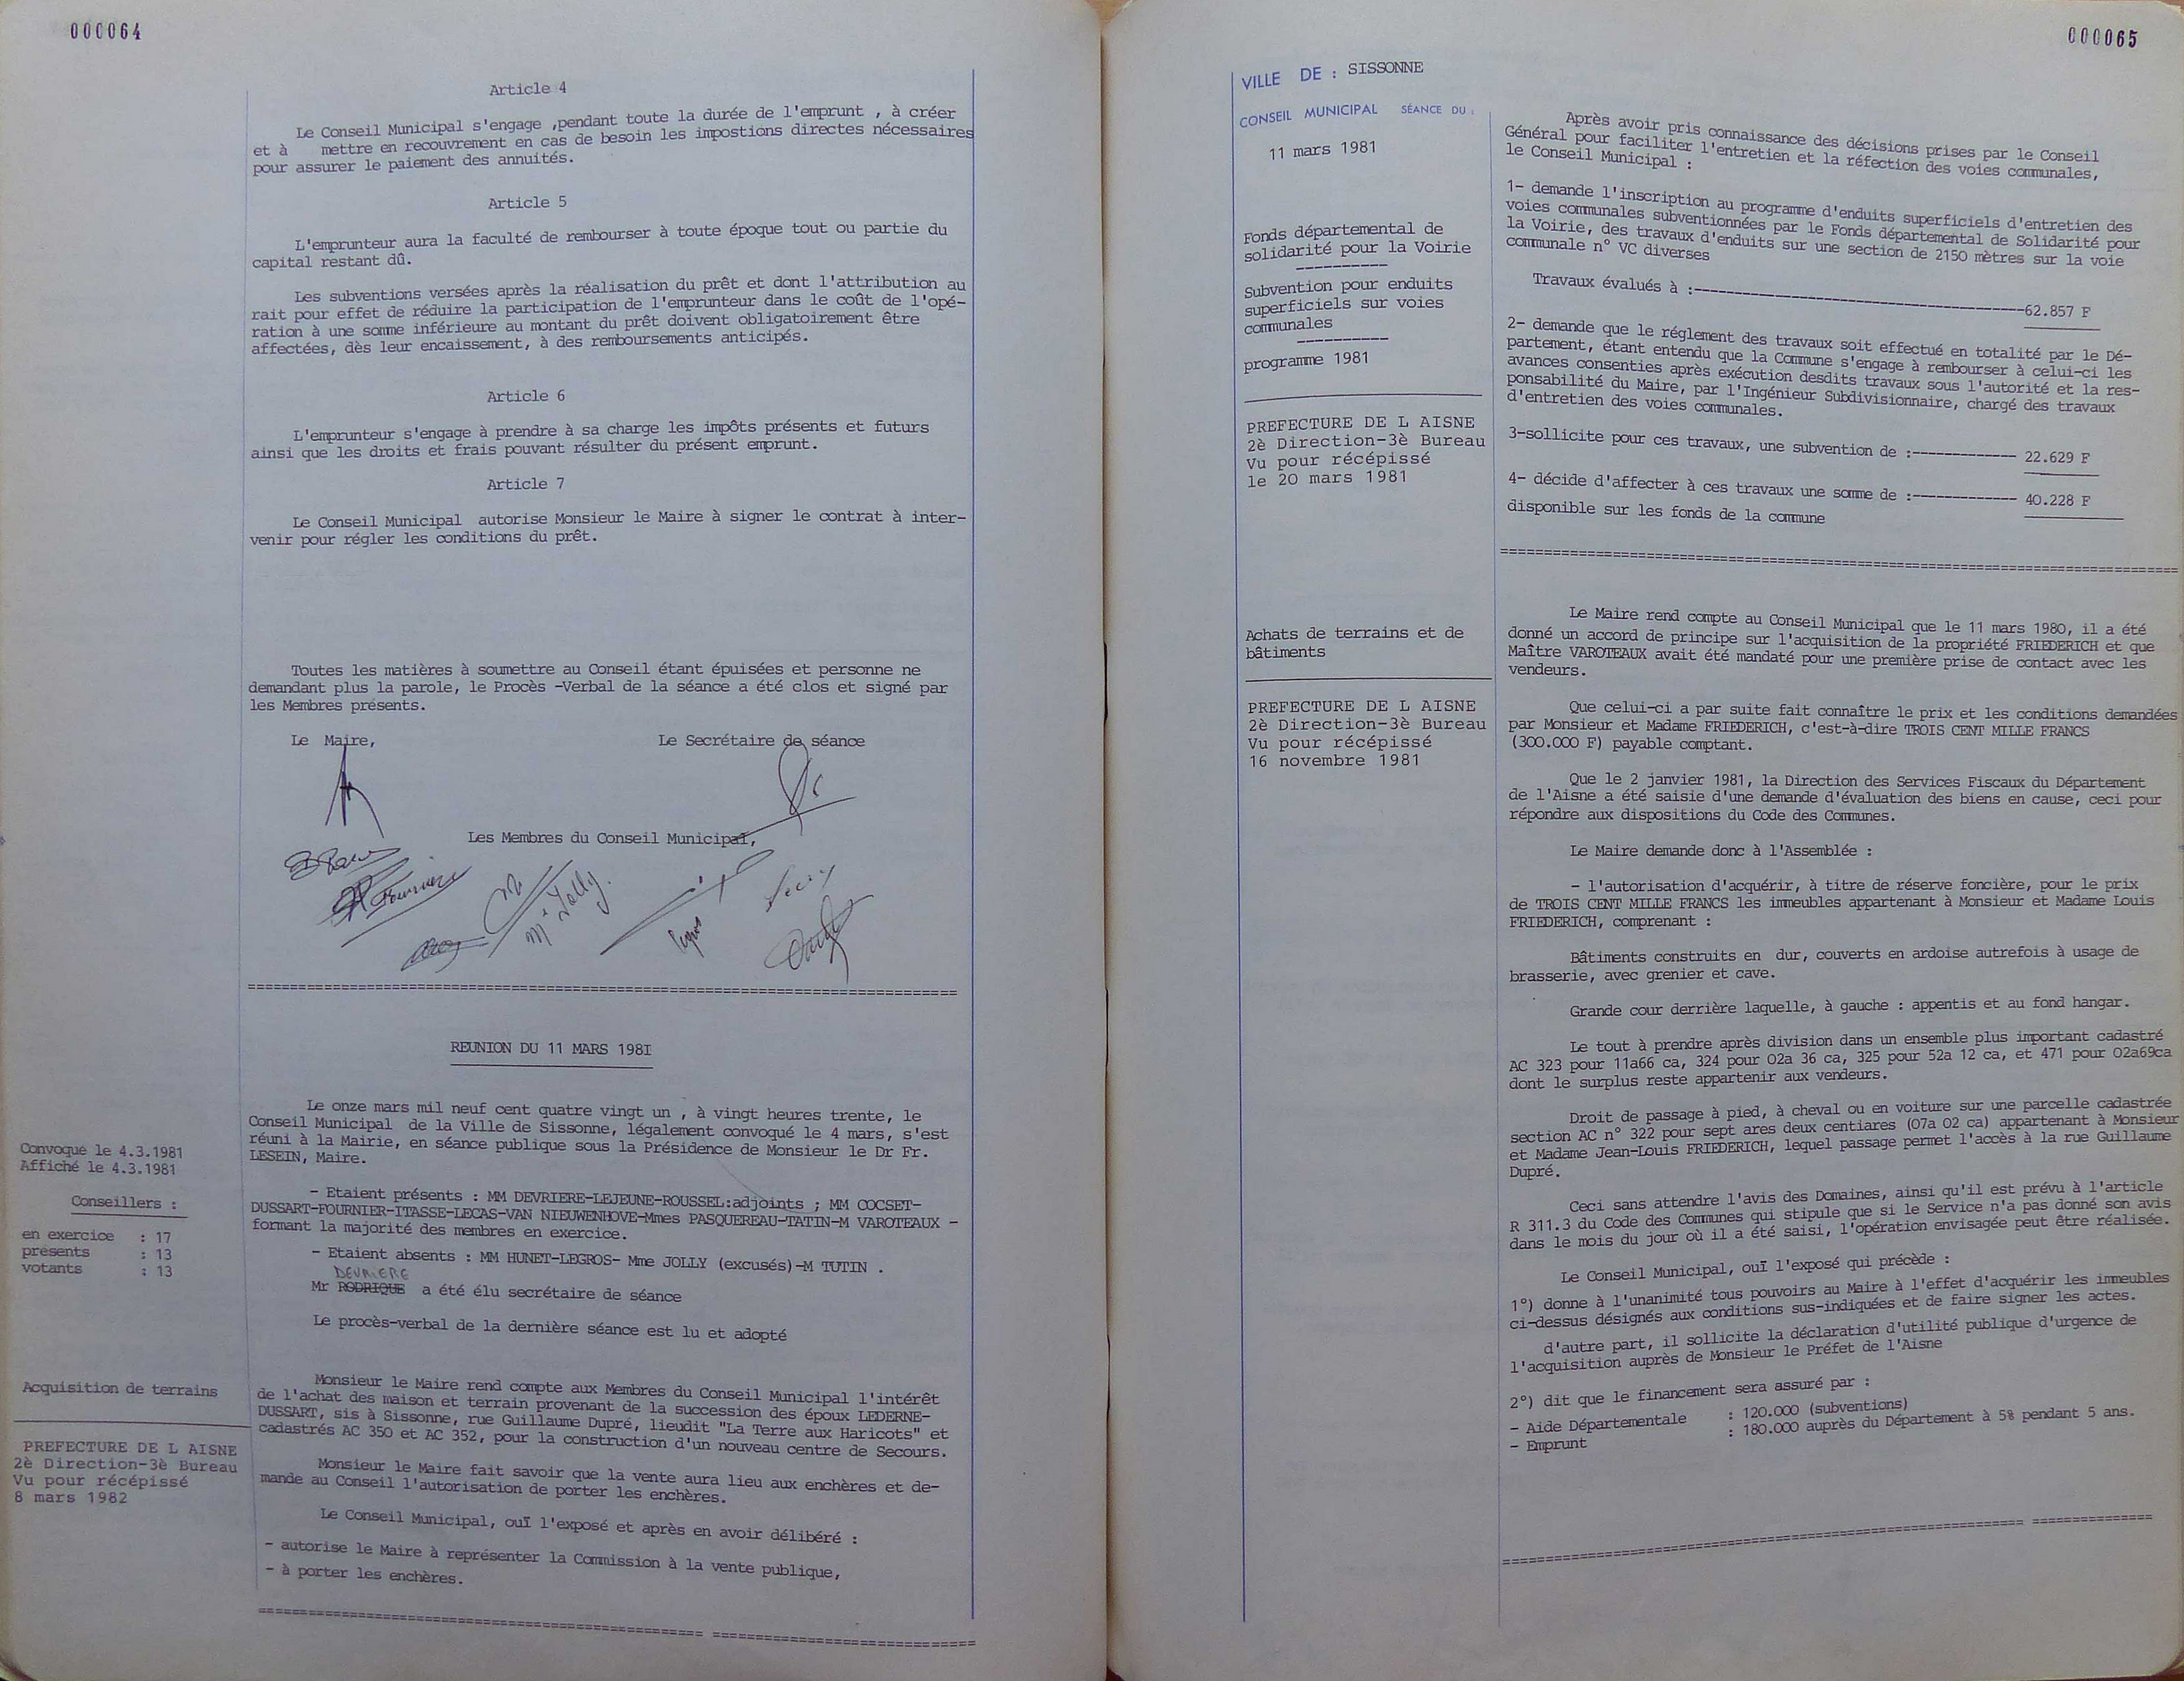 000064
Article 4
Le Conseil Municipal s'engage ,pendant toute la durée de l'emprunt , à créer
et à mettre en recouvrement en cas de besoin les impostions directes nécessaires
pour assurer le paiement des annuités.
Article 5
L'emprunteur aura la faculté de rembourser à toute époque tout ou partie du
capital restant dû.
Les subventions versées après la réalisation du prêt et dont l'attribution au
rait pour effet de réduire la participation de l'emprunteur dans le coût de l'opé-
ration à une somme inférieure au montant du prêt doivent obligatoirement être
affectées, dès leur encaissement, à des remboursements anticipés.
Article 6
L'emprunteur s'engage à prendre à sa charge les impôts présents et futurs
ainsi que les droits et frais pouvant résulter du présent emprunt.
Article 7
Le Conseil Municipal autorise Monsieur le Maire à signer le contrat à inter-
venir pour régler les conditions du prêt.
Toutes les matières à soumettre au Conseil étant épuisées et personne ne
demandant plus la parole, le Procès -Verbal de la séance a été clos et signé par
les Membres présents.
Le Maire,
Le Secrétaire de séance
Les Membres du Conseil Municipal,
Fournier
M Jolly
legros
REUNION DU 11 MARS 198I
Le onze mars mil neuf cent quatre vingt un , à vingt heures trente, le
Conseil Municipal de la Ville de Sissonne, légalement convoqué le 4 mars, s'est
réuni à la Mairie, en séance publique sous la Présidence de Monsieur le Dr Fr.
LESEIN, Maire.
Convoqué le 4.3.1981
Affiché le 4.3.1981
Conseillers :
en exercice : 17
présents : 13
votants : 13
- Etaient présents : MM DEVRIERE-LEJEUNE-ROUSSEL:adjoints ; MM COCSET-
DUSSART-FOURNIER-ITASSE-LECAS-VAN NIEUWENHOVE-Mmes PASQUEREAU-TATIN-M VAROTEAUX -
formant la majorité des membres en exercice.
- Etaient absents : MM HUNET-LEGROS- Mme JOLLY (excusés)-M TUTIN .
DEVRIERE
Mr RODRIQUE a été élu secrétaire de séance
Le procès-verbal de la dernière séance est lu et adopté
Acquisition de terrains
PREFECTURE DE L AISNE
2è Direction-3è Bureau
Vu pour récépissé
8 mars 1982
Monsieur le Maire rend compte aux Membres du Conseil Municipal l'intérêt
de l'achat des maison et terrain provenant de la succession des époux LEDERNE-
DUSSART, sis à Sissonne, rue Guillaume Dupré, lieudit "La Terre aux Haricots" et
cadastrés AC 350 et AC 352, pour la construction d'un nouveau centre de Secours.
Monsieur le Maire fait savoir que la vente aura lieu aux enchères et de-
mande au Conseil l'autorisation de porter les enchères.
Le Conseil Municipal, ouï l'exposé et après en avoir délibéré :
- autorise le Maire à représenter la Commission à la vente publique,
- à porter les enchères.
000065
VILLE DE : SISSONNE
CONSEIL MUNICIPAL SÉANCE DU :
11 mars 1981
Fonds départemental de
solidarité pour la Voirie
Subvention pour enduits
superficiels sur voies
communales
programme 1981
PREFECTURE DE L AISNE
2è Direction-3è Bureau
Vu pour récépissé
le 20 mars 1981
Après avoir pris connaissance des décisions prises par le Conseil
Général pour faciliter l'entretien et la réfection des voies communales,
le Conseil Municipal :
1- demande l'inscription au programme d'enduits superficiels d'entretien des
voies communales subventionnées par le Fonds départemental de Solidarité pour
la Voirie, des travaux d'enduits sur une section de 2150 mètres sur la voie
communale n° VC diverses
Travaux évalués à :----------62.857 F
2- demande que le réglement des travaux soit effectué en totalité par le Dé-
partement, étant entendu que la Commune s'engage à rembourser à celui-ci les
avances consenties après exécution desdits travaux sous l'autorité et la res-
ponsabilité du Maire, par l'Ingénieur Subdivisionnaire, chargé des travaux
d'entretien des voies communales.
3-sollicite pour ces travaux, une subvention de :------------- 22.629 F
4- décide d'affecter à ces travaux une somme de :------------- 40.228 F
disponible sur les fonds de la commune
Achats de terrains et de
bâtiments
PREFECTURE DE L AISNE
2è Direction-3è Bureau
Vu pour récépissé
16 novembre 1981
Le Maire rend compte au Conseil Municipal que le 11 mars 1980, il a été
donné un accord de principe sur l'acquisition de la propriété FRIEDERICH et que
Maître VAROTEAUX avait été mandaté pour une première prise de contact avec les
vendeurs.
Que celui-ci a par suite fait connaître le prix et les conditions demandées
par Monsieur et Madame FRIEDERICH, c'est-à-dire TROIS CENT MILLE FRANCS
(300.000 F) payable comptant.
Que le 2 janvier 1981, la Direction des Services Fiscaux du Département
de l'Aisne a été saisie d'une demande d'évaluation des biens en cause, ceci pour
répondre aux dispositions du Code des Communes.
Le Maire demande donc à l'Assemblée :
- l'autorisation d'acquérir, à titre de réserve foncière, pour le prix
de TROIS CENT MILLE FRANCS les immeubles appartenant à Monsieur et Madame Louis
FRIEDERICH, comprenant :
Bâtiments construits en dur, couverts en ardoise autrefois à usage de
brasserie, avec grenier et cave.
Grande cour derrière laquelle, à gauche : appentis et au fond hangar.
Le tout à prendre après division dans un ensemble plus important cadastré
AC 323 pour 11a66 ca, 324 pour 02a 36 ca, 325 pour 52a 12 ca, et 471 pour 02a69ca
dont le surplus reste appartenir aux vendeurs.
Droit de passage à pied, à cheval ou en voiture sur une parcelle cadastrée
section AC n° 322 pour sept ares deux centiares (07a 02 ca) appartenant à Monsieur
et Madame Jean-Louis FRIEDERICH, lequel passage permet l'accès à la rue Guillaume
Dupré.
Ceci sans attendre l'avis des Domaines, ainsi qu'il est prévu à l'article
R 311.3 du Code des Communes qui stipule que si le Service n'a pas donné son avis
dans le mois du jour où il a été saisi, l'opération envisagée peut être réalisée.
Le Conseil Municipal, ouï l'exposé qui précède :
1°) donne à l'unanimité tous pouvoirs au Maire à l'effet d'acquérir les immeubles
ci-dessus désignés aux conditions sus-indiquées et de faire signer les actes.
d'autre part, il sollicite la déclaration d'utilité publique d'urgence de
l'acquisition auprès de Monsieur le Préfet de l'Aisne
2°) dit que le financement sera assuré par :
- Aide Départementale : 120.000 (subventions)
- Emprunt : 180.000 auprès du Département à 5% pendant 5 ans.